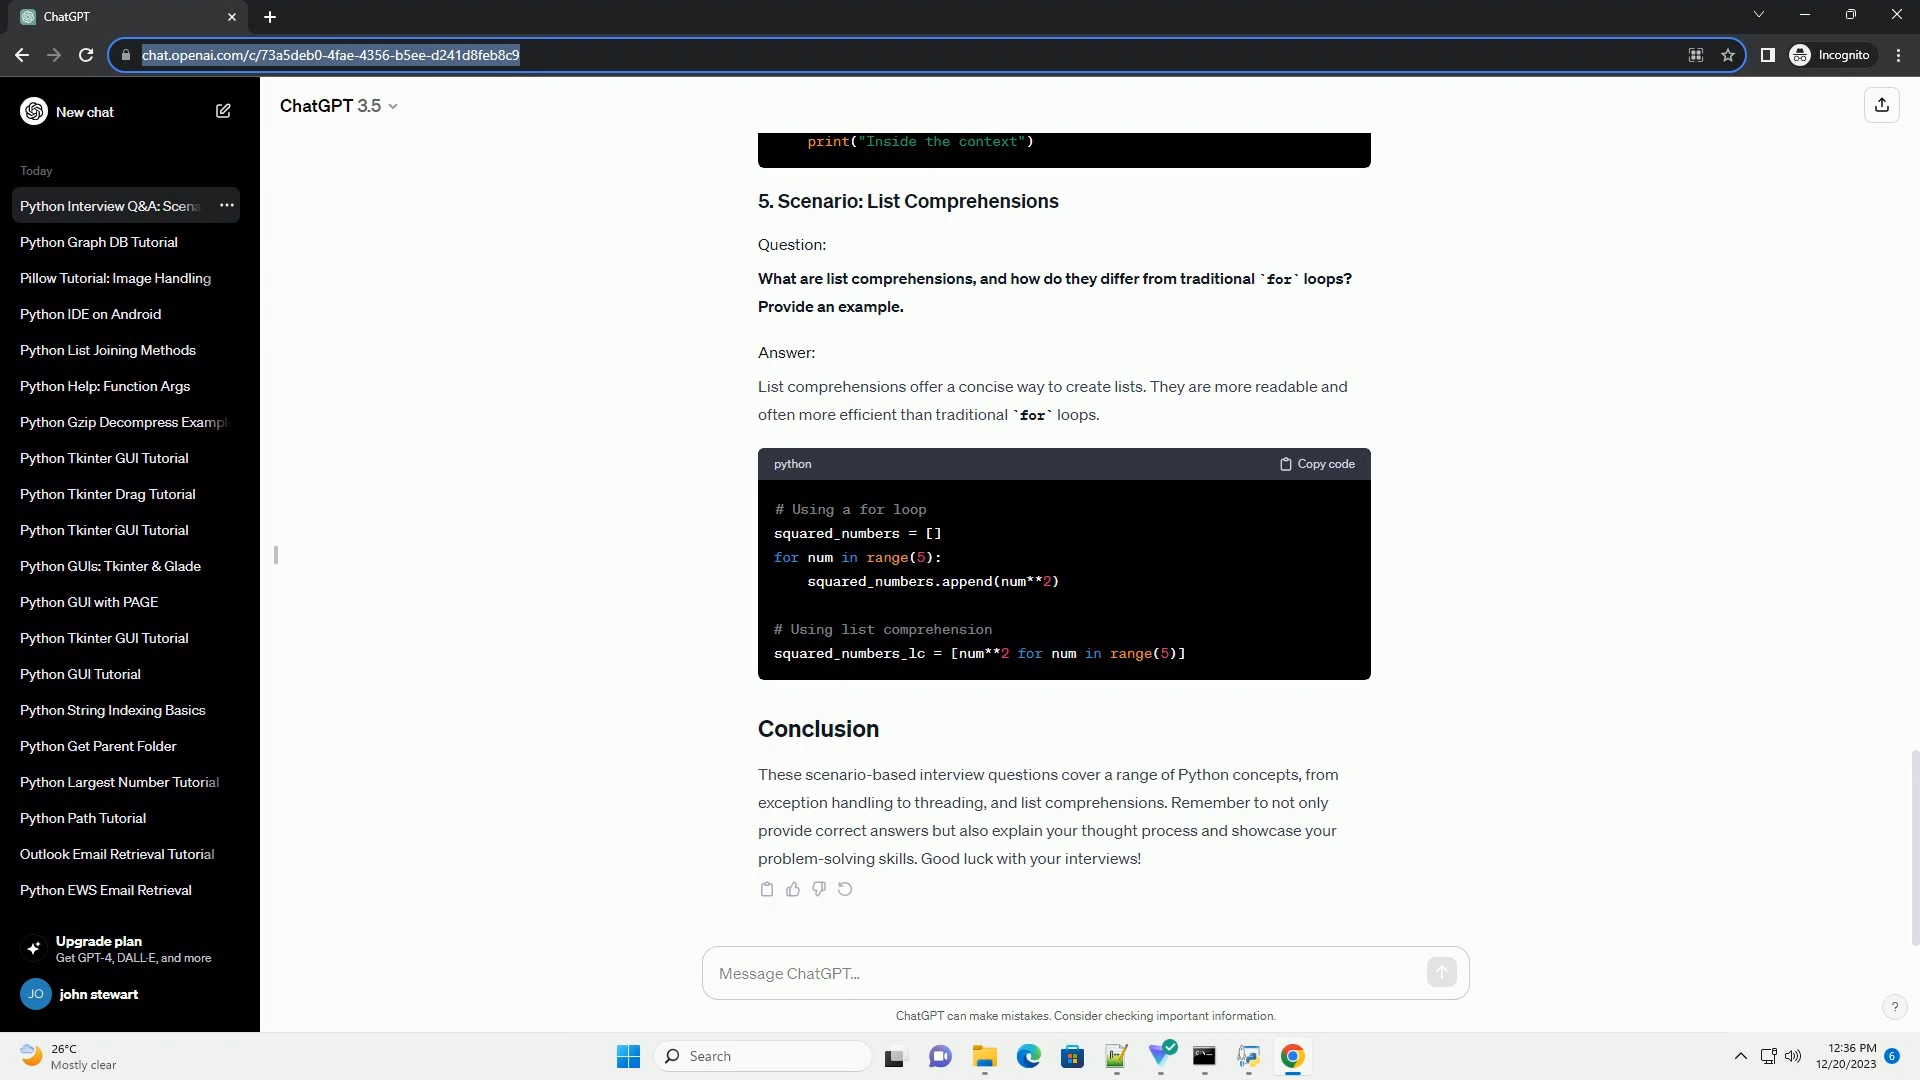 ChatGPT
chat.openai.com/c/73a5deb0-4fae-4356-b5ee-d241d8feb8c9
Incognito
New chat
Today
Python Interview Q&A: Scena
Python Graph DB Tutorial
Pillow Tutorial: Image Handling
Python IDE on Android
Python List Joining Methods
Python Help: Function Args
Python Gzip Decompress Exampl
Python Tkinter GUI Tutorial
Python Tkinter Drag Tutorial
Python Tkinter GUI Tutorial
Python GUIs: Tkinter & Glade
Python GUI with PAGE
Python Tkinter GUI Tutorial
Python GUI Tutorial
Python String Indexing Basics
Python Get Parent Folder
Python Largest Number Tutorial
Python Path Tutorial
Outlook Email Retrieval Tutorial
Python EWS Email Retrieval
Upgrade plan
Get GPT-4, DALL·E, and more
JO john stewart
ChatGPT 3.5
print("Inside the context")
5. Scenario: List Comprehensions
Question:
What are list comprehensions, and how do they differ from traditional `for` loops?
Provide an example.
Answer:
List comprehensions offer a concise way to create lists. They are more readable and
often more efficient than traditional `for` loops.
python
Copy code
# Using a for loop
squared_numbers = []
for num in range(5):
    squared_numbers.append(num**2)
# Using list comprehension
squared_numbers_lc = [num**2 for num in range(5)]
Conclusion
These scenario-based interview questions cover a range of Python concepts, from
exception handling to threading, and list comprehensions. Remember to not only
provide correct answers but also explain your thought process and showcase your
problem-solving skills. Good luck with your interviews!
Message ChatGPT...
ChatGPT can make mistakes. Consider checking important information.
?
26°C
Mostly clear
Search
12:36 PM
12/20/2023
6